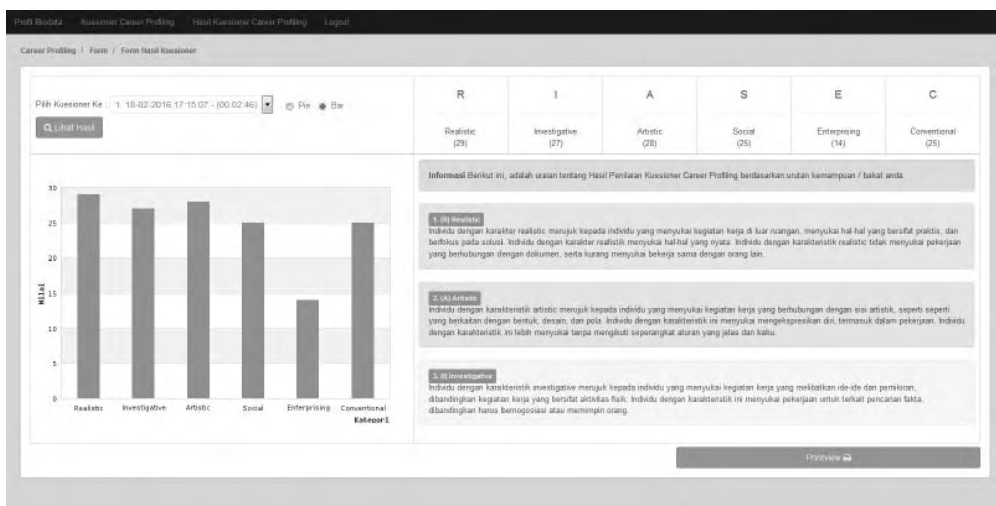 Profil Biodata Kuesioner Career Profiling Hasil Kuesioner Career Profiling Logout
Career Profiling / Form / Form Hasil Kuesioner
Pilih Kuesioner Ke : 1. 18-02-2016 17:15:07 - (00:02:46) Pie Bar
Lihat Hasil
R I A S E C
Realistic Investigative Artistic Social Enterprising Conventional
(29) (27) (28) (25) (14) (25)
Informasi Berikut ini, adalah uraian tentang Hasil Penilaian Kuesioner Career Profiling berdasarkan urutan kemampuan / bakat anda.
1. (R) Realistic
Individu dengan karakter realistic merujuk kepada individu yang menyukai kegiatan kerja di luar ruangan, menyukai hal-hal yang bersifat praktis, dan
berfokus pada solusi. Individu dengan karakter realistik menyukai hal-hal yang nyata. Individu dengan karakteristik realistic tidak menyukai pekerjaan
yang berhubungan dengan dokumen, serta kurang menyukai bekerja sama dengan orang lain.
2. (A) Artistic
Individu dengan karakteristik artistic merujuk kepada individu yang menyukai kegiatan kerja yang berhubungan dengan sisi artistik, seperti seperti
yang berkaitan dengan bentuk, desain, dan pola. Individu dengan karakteristik ini menyukai mengekspresikan diri, termasuk dalam pekerjaan. Individu
dengan karakteristik ini lebih menyukai tanpa mengikuti seperangkat aturan yang jelas dan kaku.
3. (I) Investigative
Individu dengan karakteristik investigative merujuk kepada individu yang menyukai kegiatan kerja yang melibatkan ide-ide dan pemikiran,
dibandingkan kegiatan kerja yang bersifat aktivitas fisik. Individu dengan karakteristik ini menyukai pekerjaan untuk terkait pencarian fakta,
dibandingkan harus bernogosiasi atau memimpin orang.
Printview
Nilai
30
25
20
15
10
5
0
Realistic Investigative Artistic Social Enterprising Conventional
Kategori